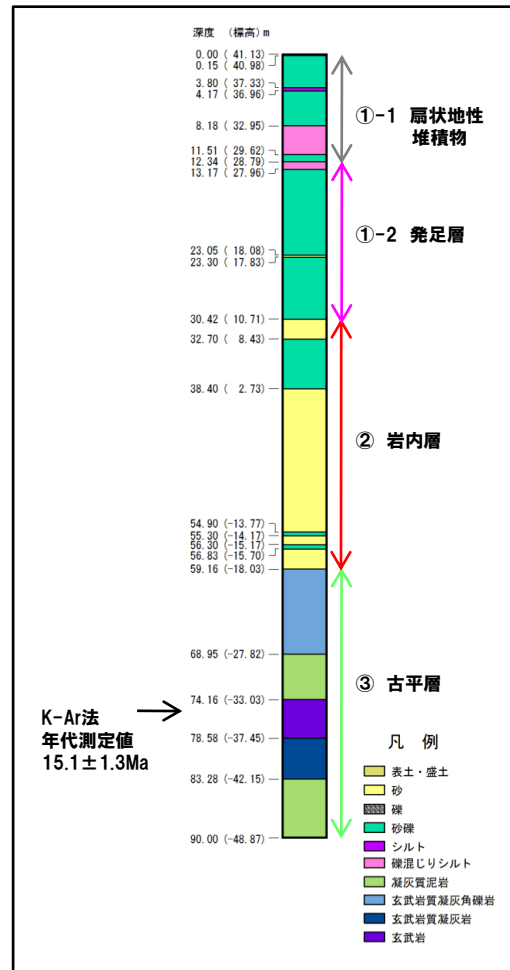 深度 (標高) m
0.00 ( 41.13)
0.15 ( 40.98)
3.80 ( 37.33)
4.17 ( 36.96)
8.18 ( 32.95)
11.51 ( 29.62)
12.34 ( 28.79)
13.17 ( 27.96)
23.05 ( 18.08)
23.30 ( 17.83)
30.42 ( 10.71)
32.70 ( 8.43)
38.40 ( 2.73)
54.90 (-13.77)
55.30 (-14.17)
56.30 (-15.17)
56.83 (-15.70)
59.16 (-18.03)
68.95 (-27.82)
74.16 (-33.03)
78.58 (-37.45)
83.28 (-42.15)
90.00 (-48.87)
①-1 扇状地性
堆積物
①-2 発足層
② 岩内層
③ 古平層
K-Ar法
年代測定値
15.1±1.3Ma
凡 例
表土・盛土
砂
礫
砂礫
シルト
礫混じりシルト
凝灰質泥岩
玄武岩質凝灰角礫岩
玄武岩質凝灰岩
玄武岩